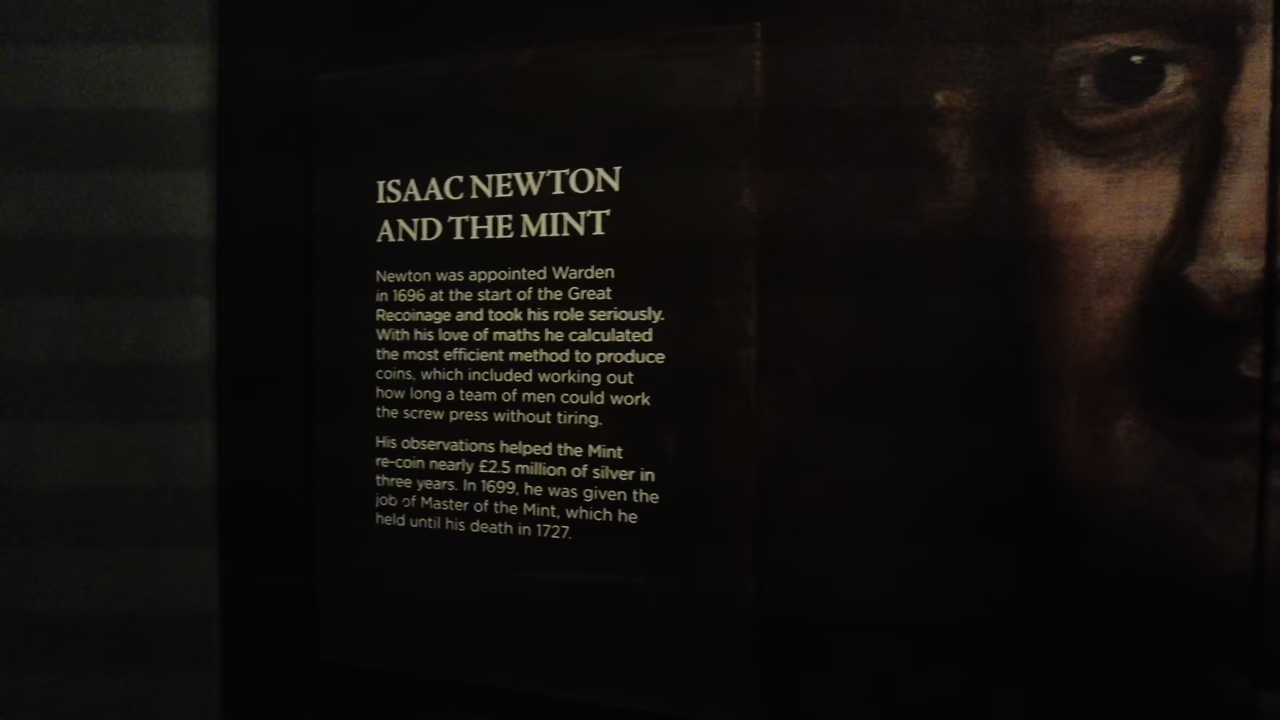 ISAAC NEWTON
AND THE MINT
Newton was appointed Warden
in 1696 at the start of the Great
Recoinage and took his role seriously.
With his love of maths he calculated
the most efficient method to produce
coins, which included working out
how long a team of men could work
the screw press without tiring.
His observations helped the Mint
re-coin nearly £2.5 million of silver in
three years. In 1699, he was given the
job of Master of the Mint, which he
held until his death in 1727.